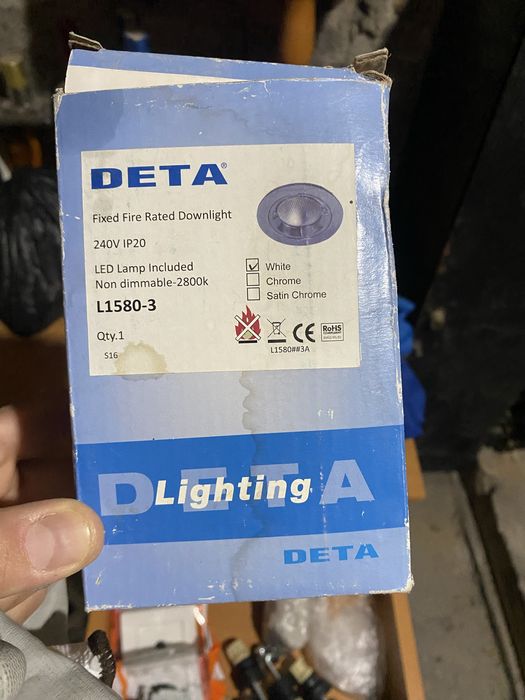 DETA®
Fixed Fire Rated Downlight
240V IP20
LED Lamp Included
Non dimmable-2800k
White
Chrome
Satin Chrome
L1580-3
Qty.1
CE
RoHS
S16
L1580##3A
DETA
Lighting
DETA